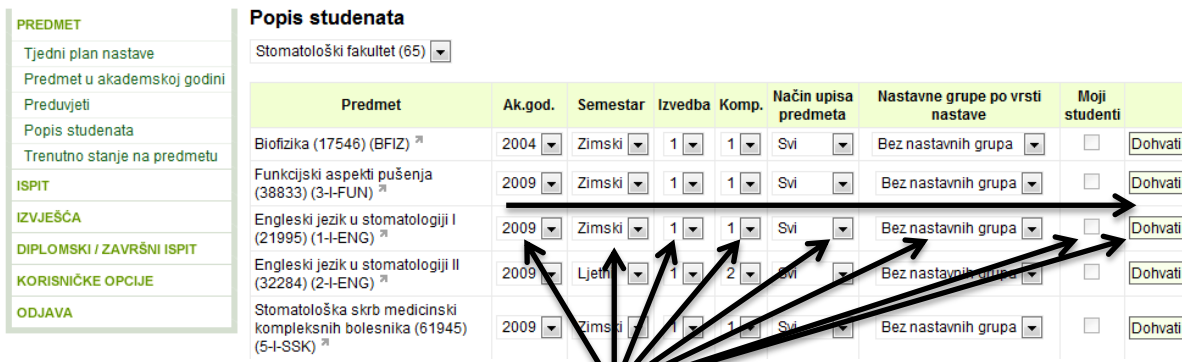 PREDMET
Tjedni plan nastave
Predmet u akademskoj godini
Preduvjeti
Popis studenata
Trenutno stanje na predmetu
ISPIT
IZVJEŠĆA
DIPLOMSKI / ZAVRŠNI ISPIT
KORISNIČKE OPCIJE
ODJAVA
Popis studenata
Stomatološki fakultet (65)
Predmet Ak.god. Semestar Izvedba Komp. Način upisa predmeta Nastavne grupe po vrsti nastave Moji studenti
Biofizika (17546) (BFIZ) 2004 Zimski 1 1 Svi Bez nastavnih grupa Dohvati
Funkcijski aspekti pušenja
(38833) (3-I-FUN) 2009 Zimski 1 1 Svi Bez nastavnih grupa Dohvati
Engleski jezik u stomatologiji I
(21995) (1-I-ENG) 2009 Zimski 1 1 Svi Bez nastavnih grupa Dohvati
Engleski jezik u stomatologiji II
(32284) (2-I-ENG) 2009 Ljetni 1 2 Svi Bez nastavnih grupa Dohvati
Stomatološka skrb medicinski
kompleksnih bolesnika (61945)
(5-I-SSK) 2009 Zimski 1 1 Svi Bez nastavnih grupa Dohvati